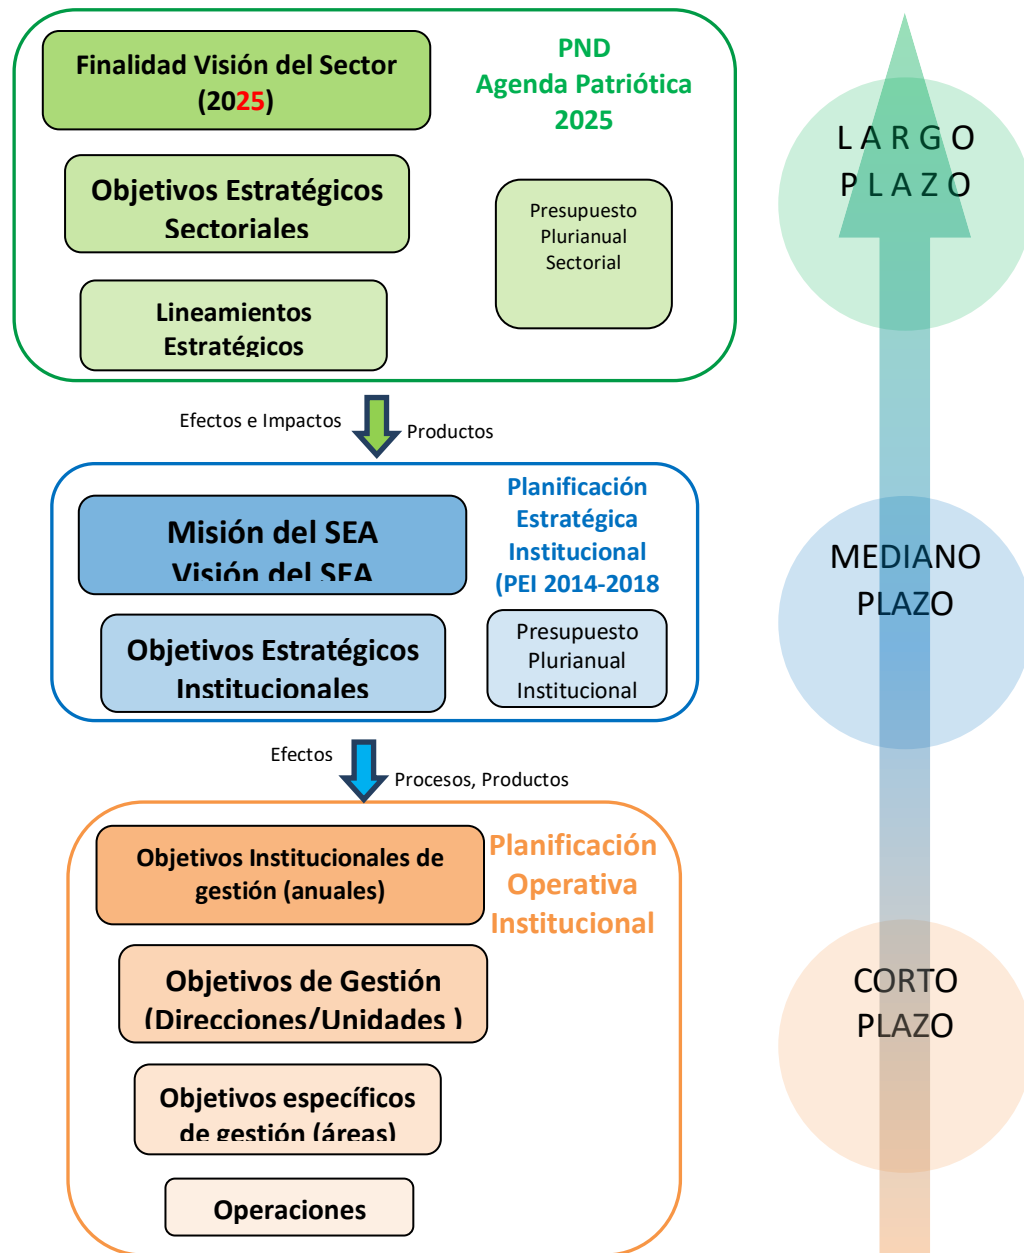 Finalidad Visión del Sector
(2025)
PND
Agenda Patriótica
2025
Objetivos Estratégicos
Sectoriales
Presupuesto
Plurianual
Sectorial
Lineamientos
Estratégicos
L A R G O
P L A Z O
Efectos e Impactos
Productos
Misión del SEA
Visión del SEA
Planificación
Estratégica
Institucional
(PEI 2014-2018
Objetivos Estratégicos
Institucionales
Presupuesto
Plurianual
Institucional
MEDIANO
PLAZO
Efectos
Procesos, Productos
Objetivos Institucionales de
gestión (anuales)
Planificación
Operativa
Institucional
Objetivos de Gestión
(Direcciones/Unidades )
Objetivos específicos
de gestión (áreas)
Operaciones
CORTO
PLAZO